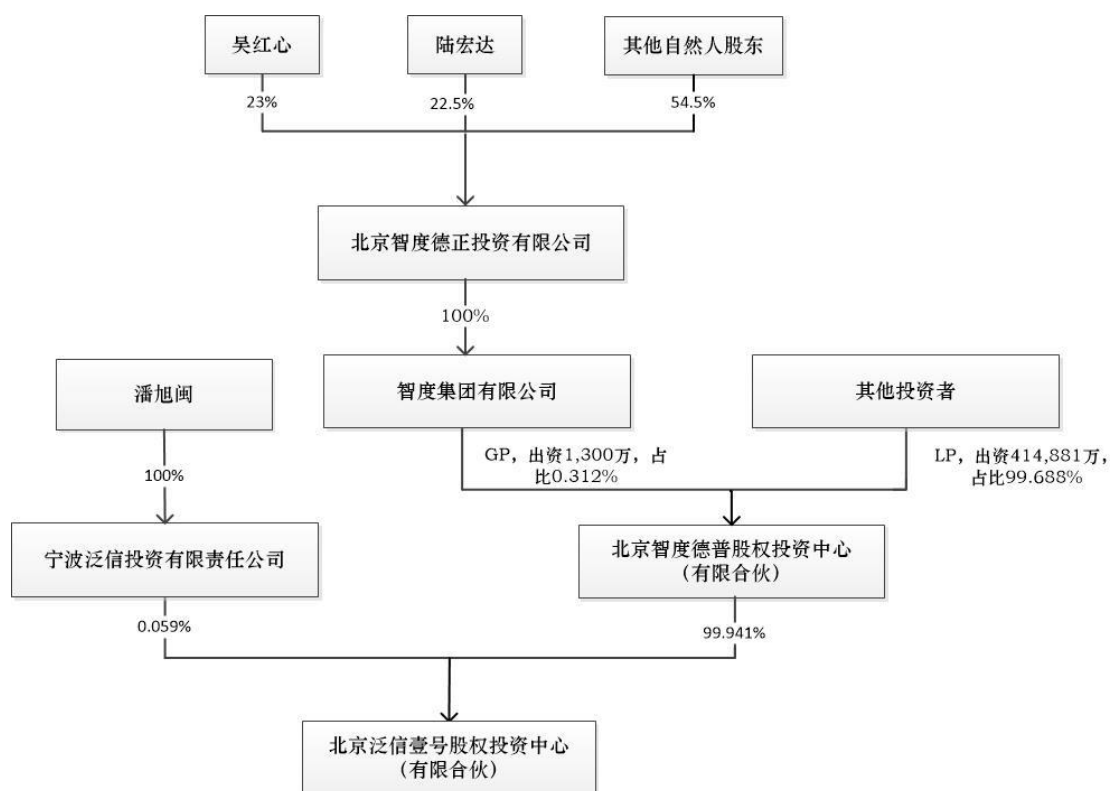 吴红心
陆宏达
其他自然人股东
23%
22.5%
54.5%
北京智度德正投资有限公司
100%
潘旭闽
智度集团有限公司
其他投资者
GP，出资1,300万，占
比0.312%
LP，出资414,881万，
占比99.688%
100%
宁波泛信投资有限责任公司
北京智度德普股权投资中心
（有限合伙）
0.059%
99.941%
北京泛信壹号股权投资中心
（有限合伙）